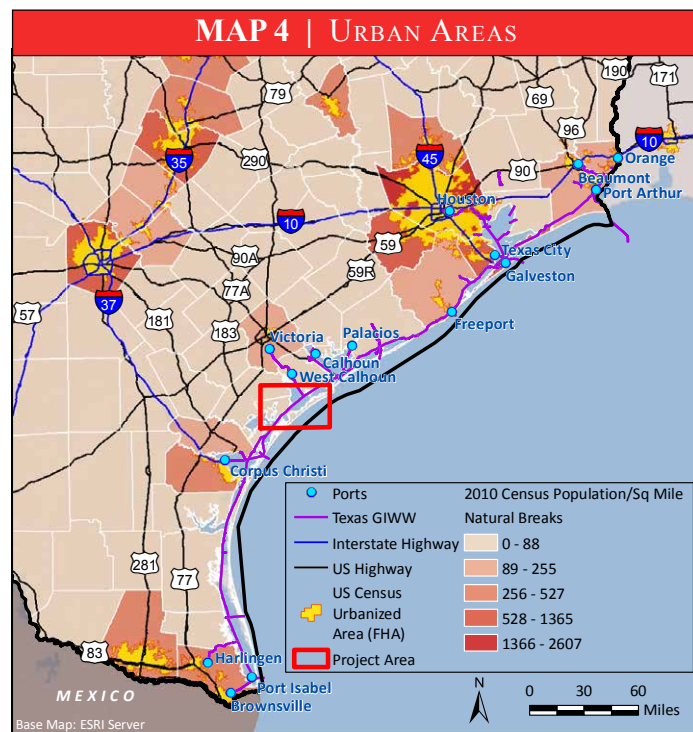 MAP 4 | URBAN AREAS
190
171
79
69
96
10
Orange
35
290
45
90
Beaumont
Port Arthur
Houston
10
59
Texas City
90A
59R
Galveston
57
37
77A
181
183
Palacios
Freeport
Victoria
Calhoun
West Calhoun
Corpus Christi
281
77
83
Harlingen
Port Isabel
Brownsville
MEXICO
Base Map: ESRI Server
Ports
Texas GIWW
Interstate Highway
US Highway
US Census
Urbanized
Area (FHA)
Project Area
2010 Census Population/Sq Mile
Natural Breaks
0 - 88
89 - 255
256 - 527
528 - 1365
1366 - 2607
N
0 30 60
Miles